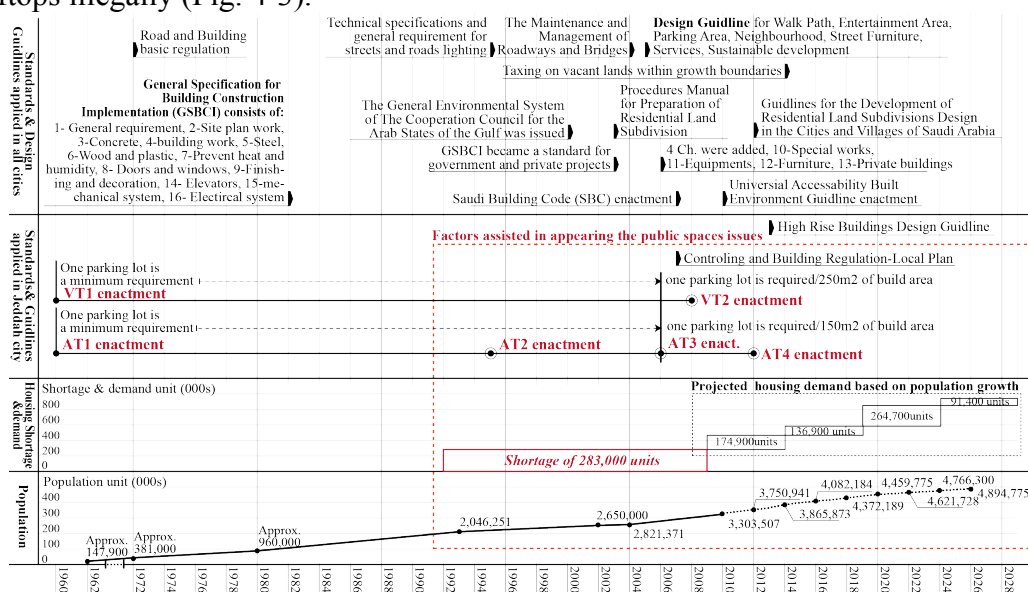 tops illegally (Fig. 4-5).
Standards & Design
Guidlines applied in all cities
Road and Building
basic regulation
General Specification for
Building Construction
Implementation (GSBCI) consists of:
1- General requirement, 2-Site plan work,
3-Concrete, 4-building work, 5-Steel,
6-Wood and plastic, 7-Prevent heat and
humidity, 8- Doors and windows, 9-Finish-
ing and decoration, 14- Elevators, 15-me-
chanical system, 16- Electircal system
Technical specifications and
general requirement for
streets and roads lighting
The Maintenance and
Management of
Roadways and Bridges
Design Guidline for Walk Path, Entertainment Area,
Parking Area, Neighbourhood, Street Furniture,
Services, Sustainable development
Taxing on vacant lands within growth boundaries
The General Environmental System
of The Cooperation Council for the
Arab States of the Gulf was issued
Procedures Manual
for Preparation of
Residential Land
Subdivision
Guidlines for the Development of
Residential Land Subdivisions Design
in the Cities and Villages of Saudi Arabia
GSBCI became a standard for
government and private projects
4 Ch. were added, 10-Special works,
11-Equipments, 12-Furniture, 13-Private buildings
Saudi Building Code (SBC) enactment
Universial Accessability Built
Environment Guidline enactment
Standards& Guidlines
applied in Jeddah city
High Rise Buildings Design Guidline
Factors assisted in appearing the public spaces issues
Controling and Building Regulation-Local Plan
One parking lot is
a minimum requirement
one parking lot is required/250m2 of build area
VT1 enactment
VT2 enactment
One parking lot is
a minimum requirement
one parking lot is required/150m2 of build area
AT1 enactment
AT2 enactment
AT3 enact.
AT4 enactment
Housing Shortage
&demand
Shortage & demand unit (000s)
800
600
400
200
0
Projected housing demand based on population growth
91,400 units
264,700units
136,900 units
174,900units
Shortage of 283,000 units
Population
Population unit (000s)
400
300
200
100
0
Approx.
147,900
Approx.
381,000
Approx.
960,000
2,046,251
2,650,000
2,821,371
3,303,507
3,750,941
3,865,873
4,082,184
4,372,189
4,459,775
4,621,728
4,766,300
4,894,775
1960
1962
1972
1974
1976
1978
1980
1982
1984
1986
1988
1990
1992
1994
1996
1998
2000
2002
2004
2006
2008
2010
2012
2014
2016
2018
2020
2022
2024
2026
2028